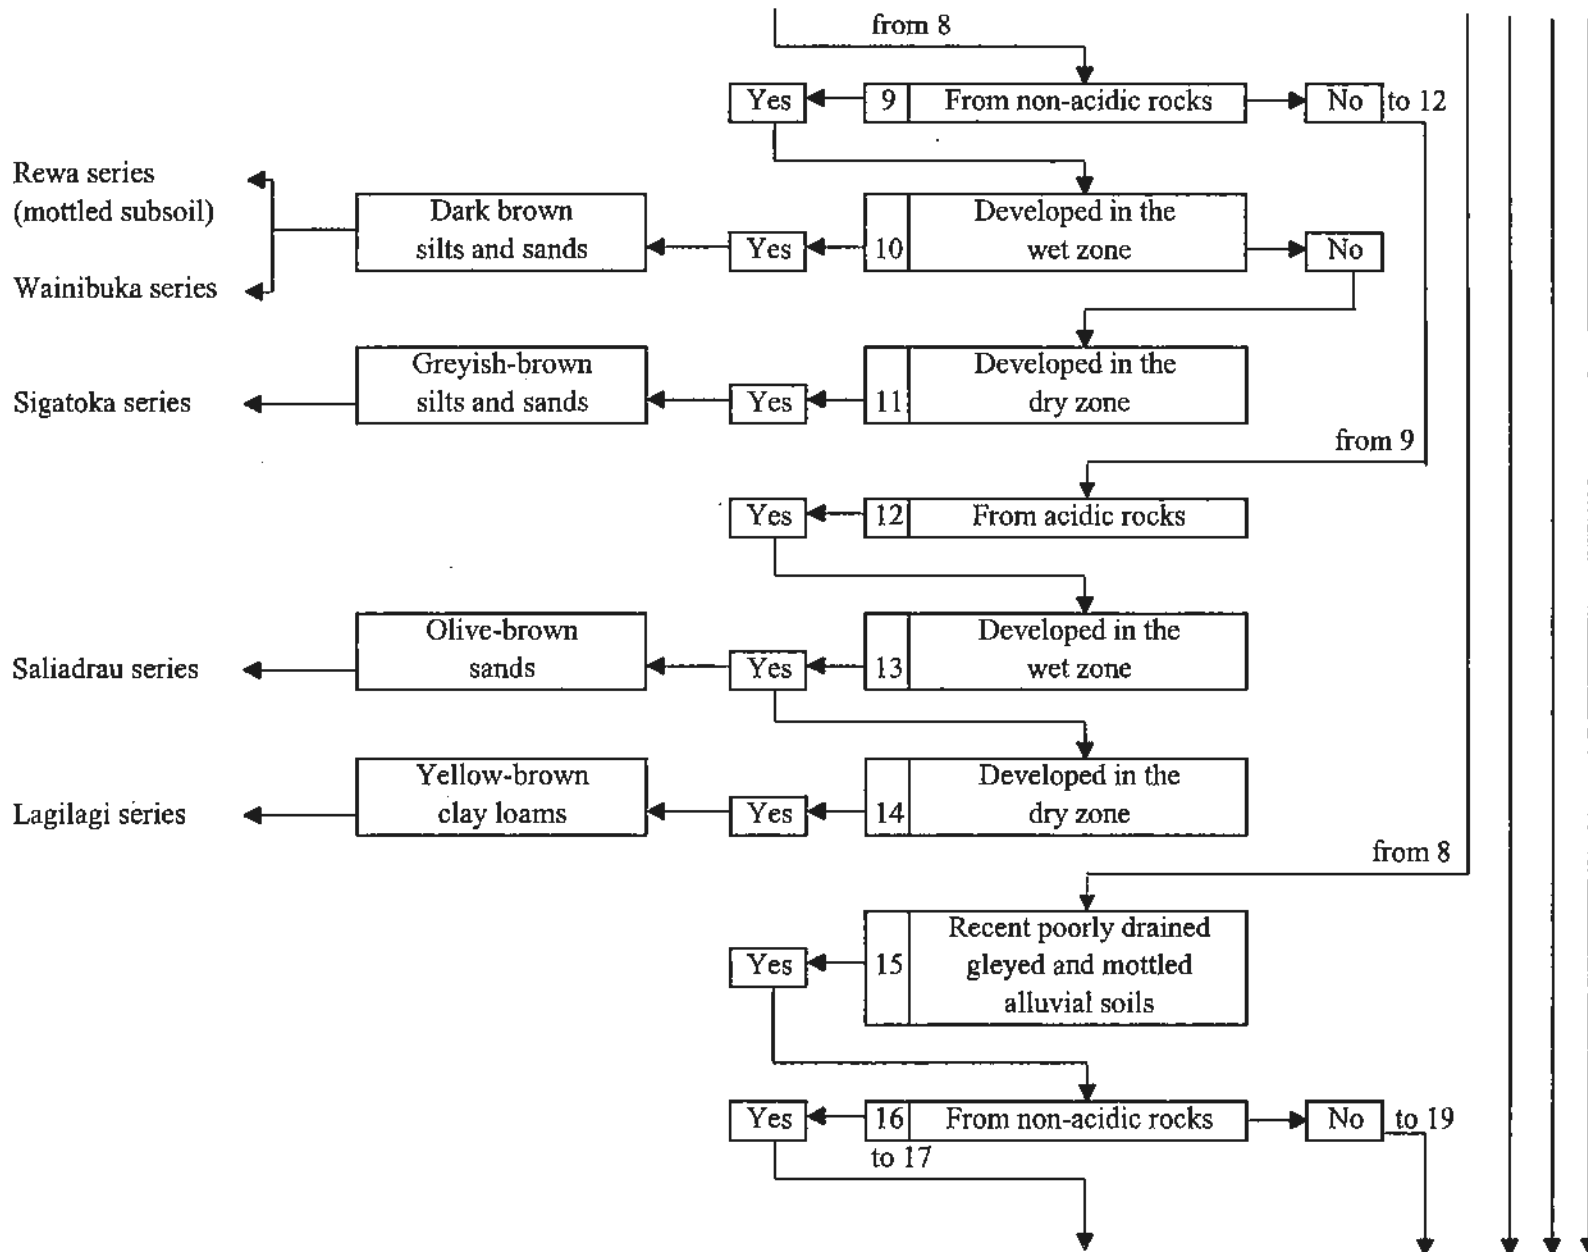 from 8
Yes
9
From non-acidic rocks
No
to 12
Rewa series
(mottled subsoil)
Wainibuka series
Dark brown
silts and sands
Yes
10
Developed in the
wet zone
No
Sigatoka series
Greyish-brown
silts and sands
Yes
11
Developed in the
dry zone
from 9
Yes
12
From acidic rocks
Saliadrau series
Olive-brown
sands
Yes
13
Developed in the
wet zone
Lagilagi series
Yellow-brown
clay loams
Yes
14
Developed in the
dry zone
from 8
Yes
15
Recent poorly drained
gleyed and mottled
alluvial soils
Yes
16
From non-acidic rocks
No
to 19
to 17